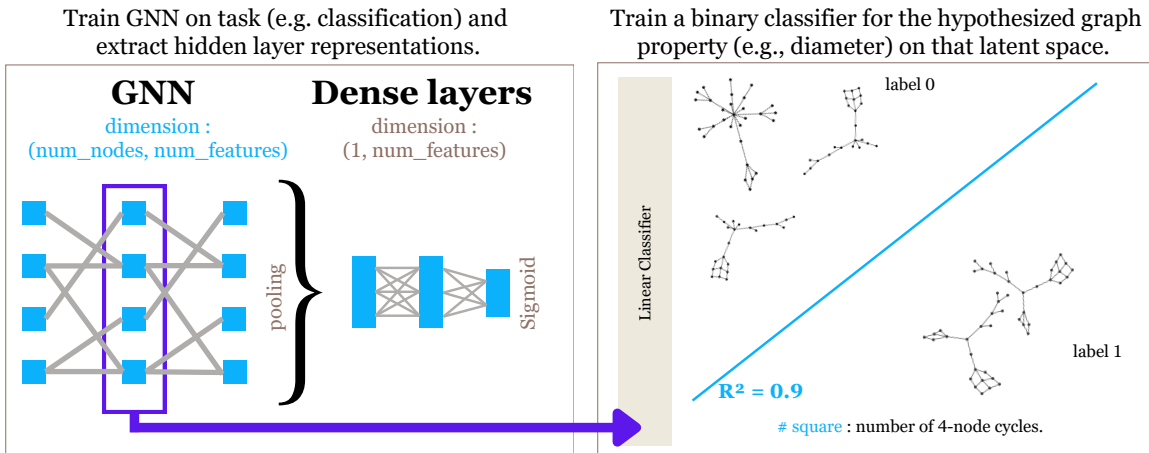 Train GNN on task (e.g. classification) and
extract hidden layer representations.
GNN
dimension :
(num_nodes, num_features)
pooling
Dense layers
dimension :
(1, num_features)
Sigmoid
Train a binary classifier for the hypothesized graph
property (e.g., diameter) on that latent space.
Linear Classifier
label 0
label 1
R² = 0.9
# square : number of 4-node cycles.